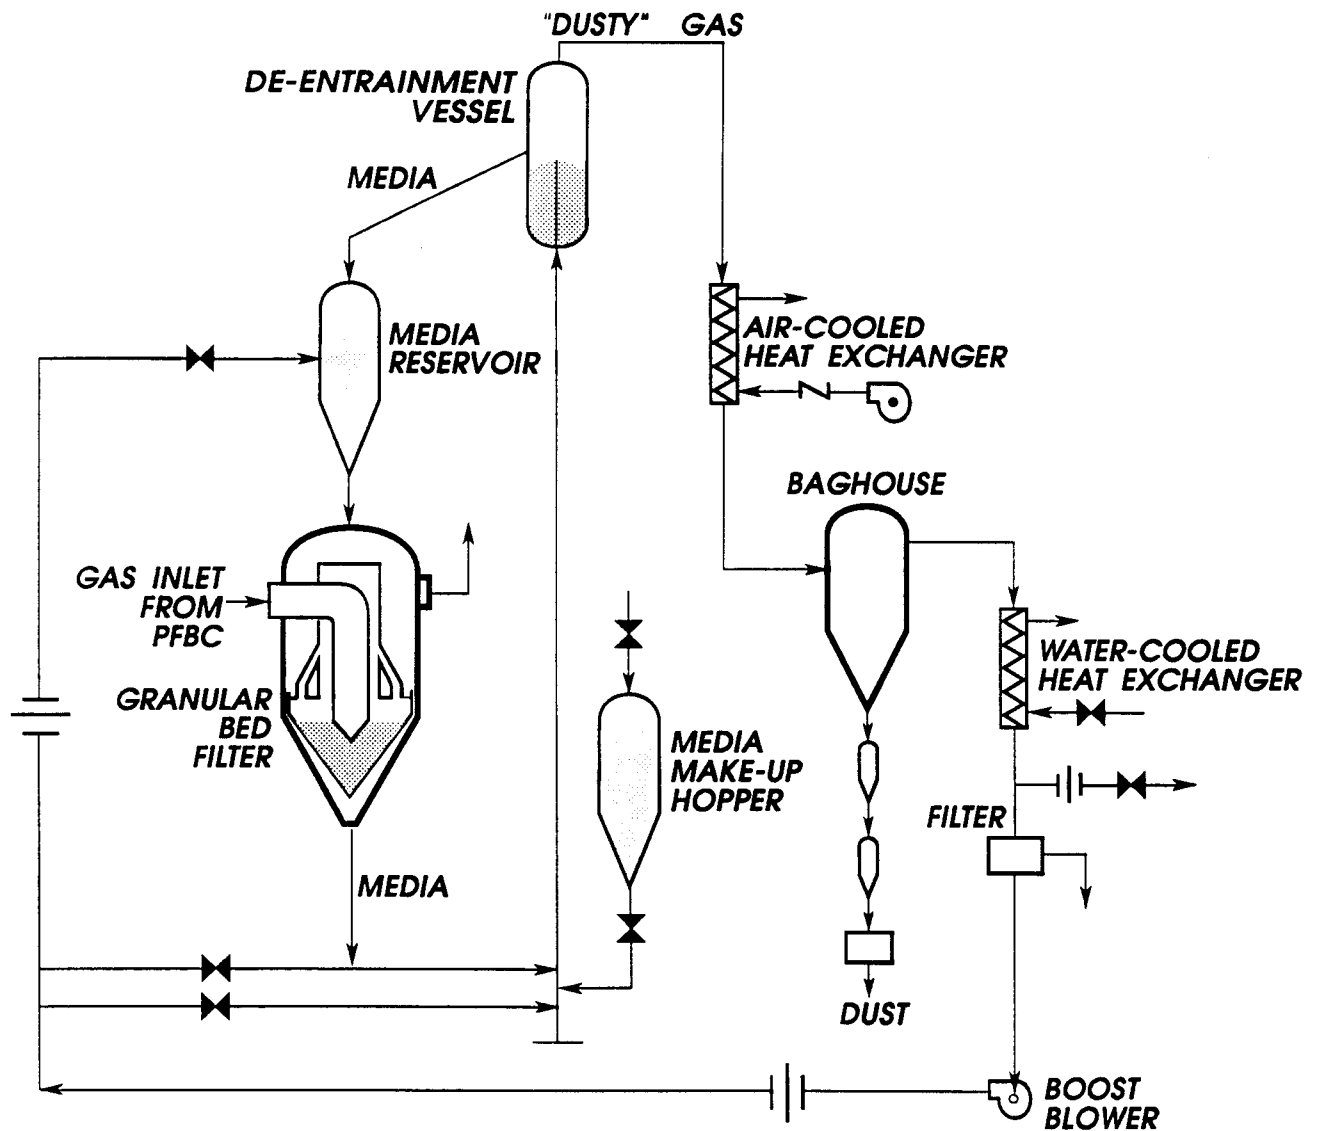 "DUSTY" GAS
DE-ENTRAINMENT
VESSEL
MEDIA
MEDIA
RESERVOIR
AIR-COOLED
HEAT EXCHANGER
BAGHOUSE
GAS INLET
FROM
PFBC
GRANULAR
BED
FILTER
WATER-COOLED
HEAT EXCHANGER
MEDIA
MAKE-UP
HOPPER
FILTER
MEDIA
DUST
BOOST
BLOWER